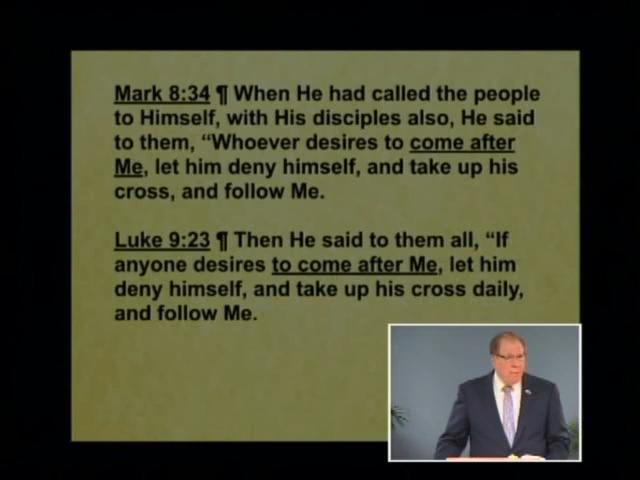 Mark 8:34 ¶ When He had called the people
to Himself, with His disciples also, He said
to them, “Whoever desires to come after
Me, let him deny himself, and take up his
cross, and follow Me.
Luke 9:23 ¶ Then He said to them all, “If
anyone desires to come after Me, let him
deny himself, and take up his cross daily,
and follow Me.